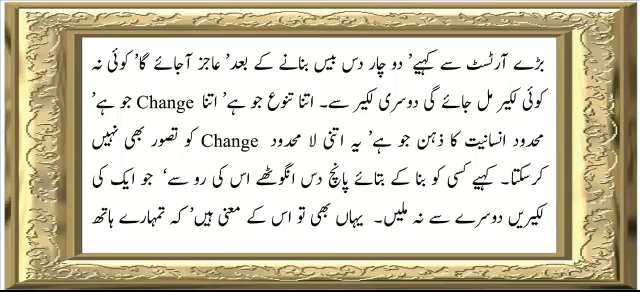 بڑے آرٹسٹ سے کہیے’ دو چار دس بیس بنانے کے بعد’ عاجز آجائے گا’ کوئی نہ
کوئی لکیر مل جائے گی دوسری لکیر سے۔ اتنا تنوع جو ہے’ اتنا Change جو ہے’
محدود انسانیت کا ذہن جو ہے’ یہ اتنی لا محدود Change کو تصور بھی نہیں
کرسکتا۔ کہیے کسی کو بنا کے بتائے پانچ دس انگوٹھے اس کی رو سے‘ جو ایک کی
لکیریں دوسرے سے نہ ملیں۔ یہاں بھی تو اس کے معنی ہیں’ کہ تمہارے ہاتھ